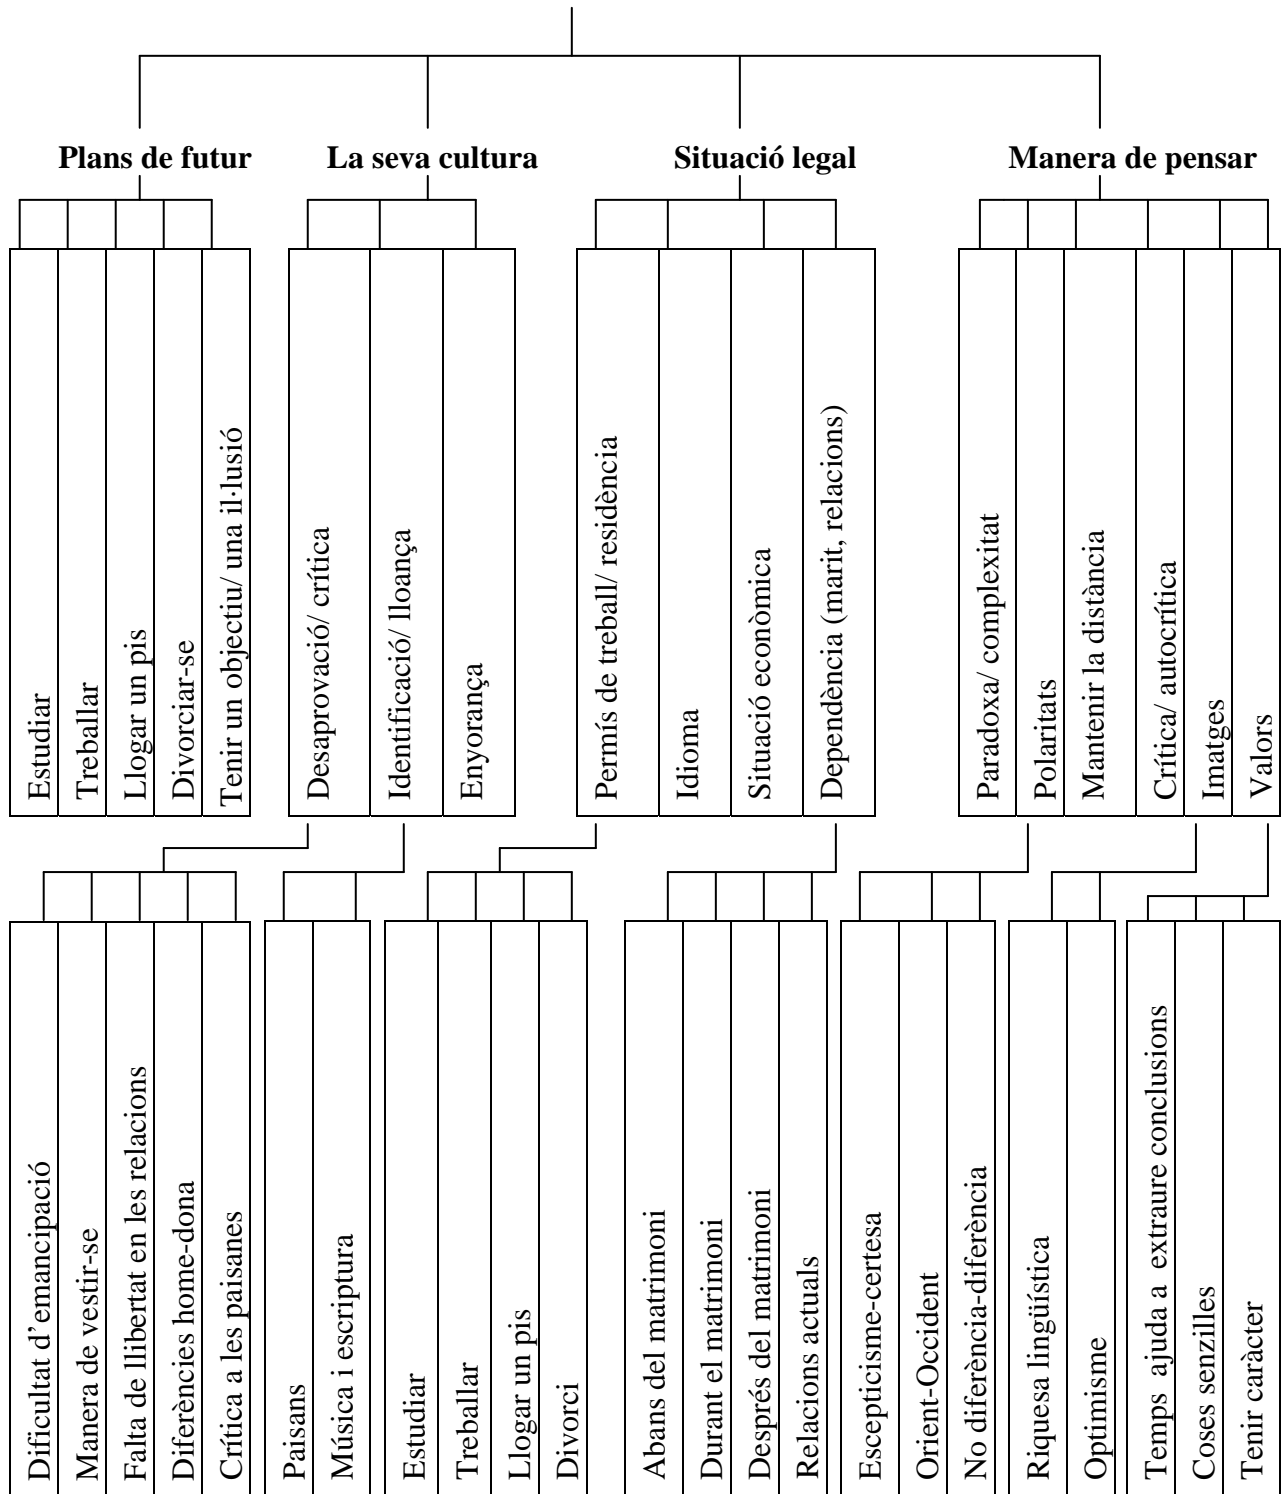 Plans de futur
La seva cultura
Situació legal
Manera de pensar
Estudiar
Treballar
Llogar un pis
Divorciar-se
Tenir un objectiu/ una il·lusió
Desaprovació/ crítica
Identificació/ lloança
Enyorança
Permís de treball/ residència
Idioma
Situació econòmica
Dependència (marit, relacions)
Paradoxa/ complexitat
Polaritats
Mantenir la distància
Crítica/ autocrítica
Imatges
Valors
Dificultat d’emancipació
Manera de vestir-se
Falta de llibertat en les relacions
Diferències home-dona
Crítica a les paisanes
Paisans
Música i escriptura
Estudiar
Treballar
Llogar un pis
Divorci
Abans del matrimoni
Durant el matrimoni
Després del matrimoni
Relacions actuals
Escepticisme-certesa
Orient-Occident
No diferència-diferència
Riquesa lingüística
Optimisme
Temps ajuda a extraure conclusions
Coses senzilles
Tenir caràcter